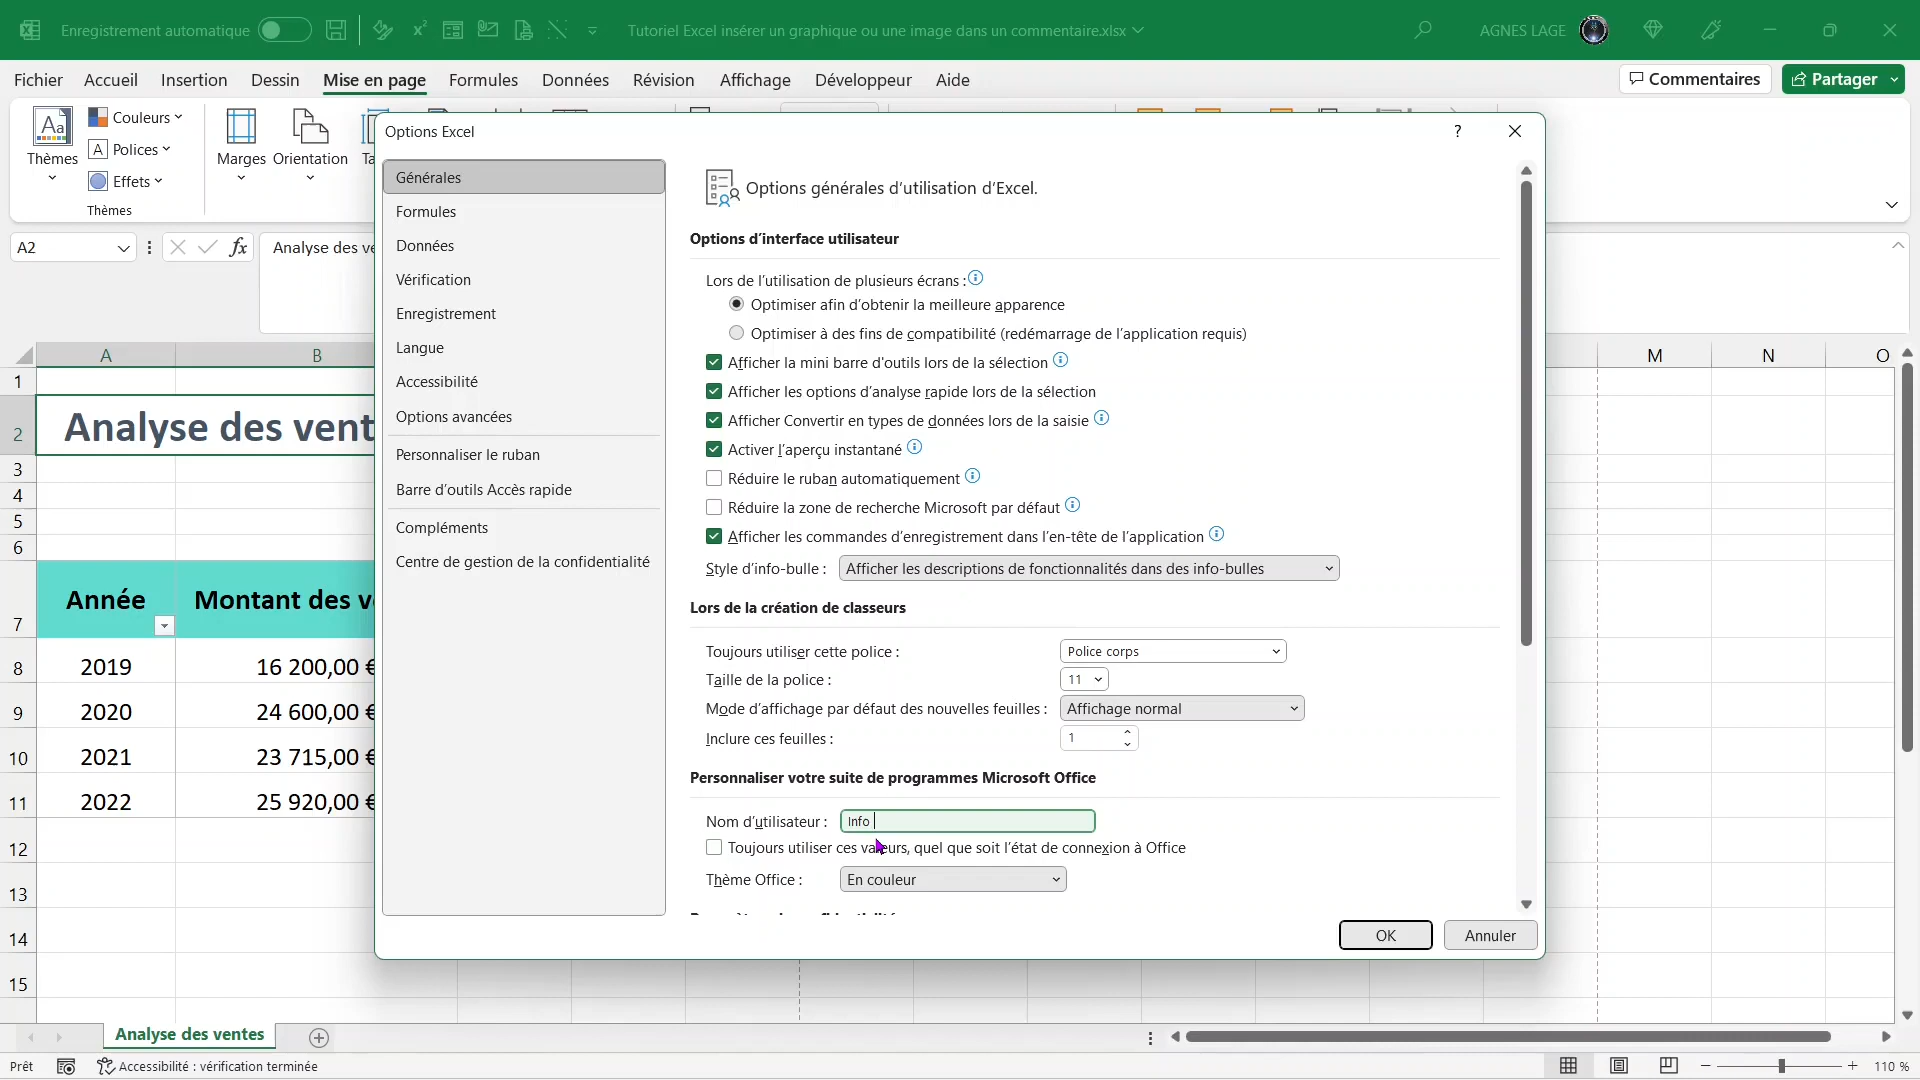 Enregistrement automatique
Tutoriel Excel insérer un graphique ou une image dans un commentaire.xlsx
AGNES LAGE
Fichier Accueil Insertion Dessin Mise en page Formules Données Révision Affichage Développeur Aide
Commentaires
Partager
Aa
Thèmes
Couleurs
A Polices
Effets
Thèmes
Marges
Orientation
Ta
A2
fx
Analyse des ve
Options Excel
?
Générales
Formules
Données
Vérification
Enregistrement
Langue
Accessibilité
Options avancées
Personnaliser le ruban
Barre d’outils Accès rapide
Compléments
Centre de gestion de la confidentialité
Options générales d’utilisation d’Excel.
Options d’interface utilisateur
Lors de l’utilisation de plusieurs écrans :
Optimiser afin d’obtenir la meilleure apparence
Optimiser à des fins de compatibilité (redémarrage de l’application requis)
Afficher la mini barre d'outils lors de la sélection
Afficher les options d’analyse rapide lors de la sélection
Afficher Convertir en types de données lors de la saisie
Activer l’aperçu instantané
Réduire le ruban automatiquement
Réduire la zone de recherche Microsoft par défaut
Afficher les commandes d’enregistrement dans l’en-tête de l’application
Style d’info-bulle : Afficher les descriptions de fonctionnalités dans des info-bulles
Lors de la création de classeurs
Toujours utiliser cette police : Police corps
Taille de la police : 11
Mode d’affichage par défaut des nouvelles feuilles : Affichage normal
Inclure ces feuilles : 1
Personnaliser votre suite de programmes Microsoft Office
Nom d’utilisateur : Info
Toujours utiliser ces valeurs, quel que soit l’état de connexion à Office
Thème Office : En couleur
OK
Annuler
A B M N O
1
2 Analyse des vent
3
4
5
6
7 Année Montant des v
8 2019 16 200,00 €
9 2020 24 600,00 €
10 2021 23 715,00 €
11 2022 25 920,00 €
12
13
14
15
Analyse des ventes
Prêt
Accessibilité : vérification terminée
110 %